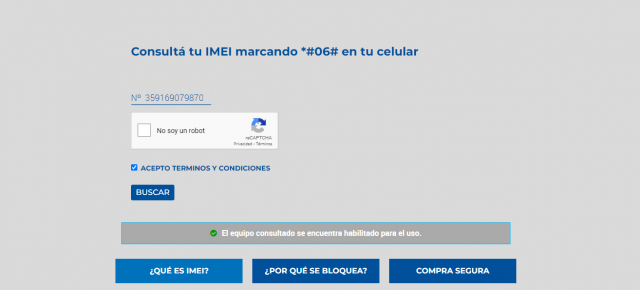 Consultá tu IMEI marcando *#06# en tu celular
Nº 359169079870
No soy un robot
reCAPTCHA
Privacidad - Términos
ACEPTO TERMINOS Y CONDICIONES
BUSCAR
El equipo consultado se encuentra habilitado para el uso.
¿QUÉ ES IMEI?
¿POR QUÉ SE BLOQUEA?
COMPRA SEGURA